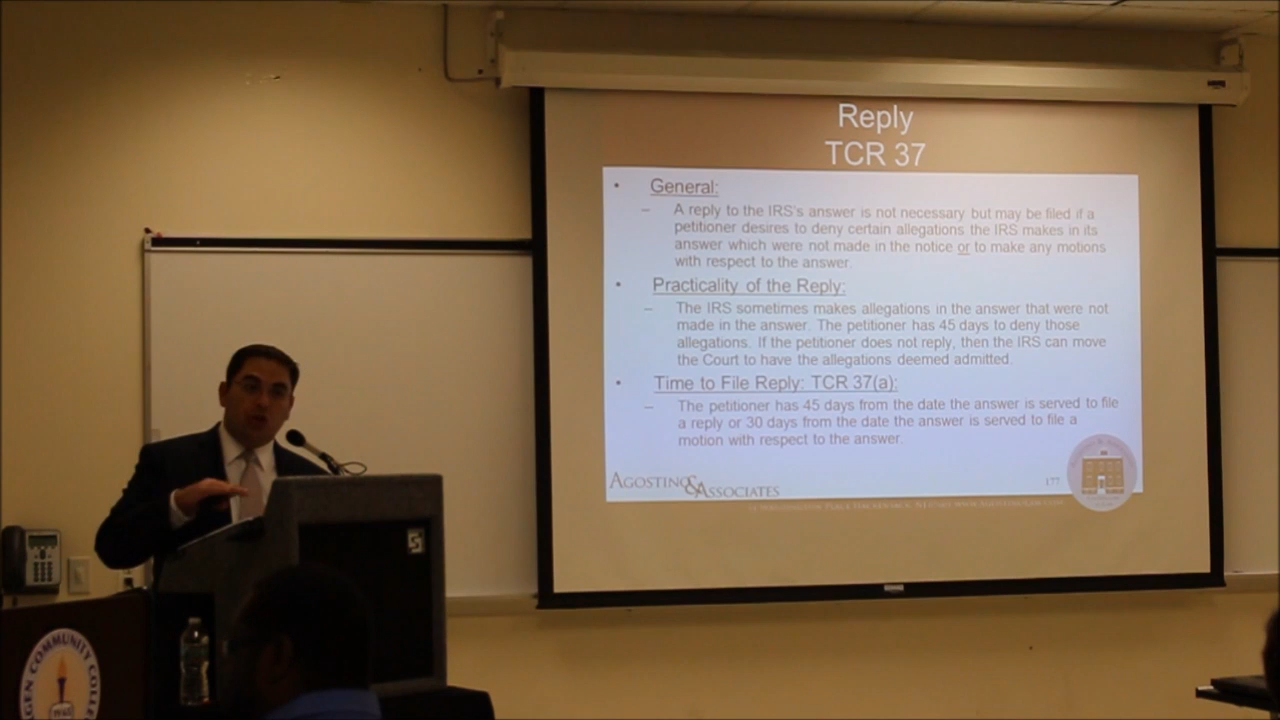 Reply
TCR 37
• General:
– A reply to the IRS's answer is not necessary but may be filed if a
petitioner desires to deny certain allegations the IRS makes in its
answer which were not made in the notice or to make any motions
with respect to the answer.
• Practicality of the Reply:
– The IRS sometimes makes allegations in the answer that were not
made in the answer. The petitioner has 45 days to deny those
allegations. If the petitioner does not reply, then the IRS can move
the Court to have the allegations deemed admitted.
• Time to File Reply: TCR 37(a):
– The petitioner has 45 days from the date the answer is served to file
a reply or 30 days from the date the answer is served to file a
motion with respect to the answer.
AGOSTINO & ASSOCIATES
177
COMMUNITY